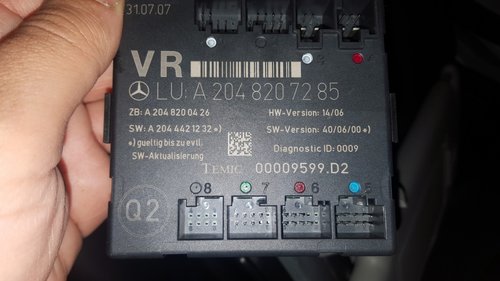 31.07.07
VR
LU: A 204 820 72 85
ZB: A 204 820 04 26
HW-Version: 14/06
SW: A 204 442 12 32 *)
SW-Version: 40/06/00 *)
*) gueltig bis zu evtl.
SW-Aktualisierung
Diagnostic ID: 0009
TEMIC 00009599.D2
Q2
8 7 6 5